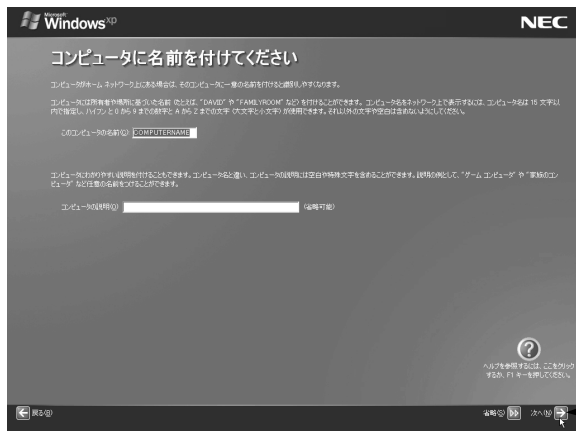 Microsoft
Windows xp
NEC
コンピュータに名前を付けてください
コンピュータがホーム ネットワーク上にある場合は、そのコンピュータに一意の名前を付けると識別しやすくなります。
コンピュータには所有者や場所に基づいた名前 (たとえば、"DAVID" や "FAMILYROOM" など) を付けることができます。コンピュータ名をネットワーク上で表示するには、コンピュータ名は 15 文字以
内で指定し、ハイフンと 0 から 9 までの数字と A から Z までの文字 (大文字と小文字) が使用できます。それ以外の文字や空白は含めないようにしてください。
このコンピュータの名前(C): COMPUTERNAME
コンピュータにわかりやすい説明を付けることもできます。コンピュータ名と違い、コンピュータの説明には空白や特殊文字を含めることができます。説明の例として、"ゲーム コンピュータ" や "家族のコン
ピュータ" など任意の名前をつけることができます。
コンピュータの説明(O): (省略可能)
ヘルプを参照するには、ここをクリック
するか、F1 キーを押してください。
戻る(B)
省略(S)
次へ(N)